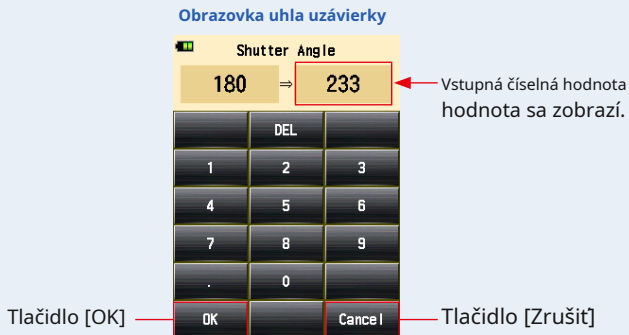 Obrazovka uhla uzávierky
Shutter Angle
180 ⇒ 233
Vstupná číselná hodnota
hodnota sa zobrazí.
DEL
1 2 3
4 5 6
7 8 9
. 0
Tlačidlo [OK]
OK Cancel
Tlačidlo [Zrušiť]